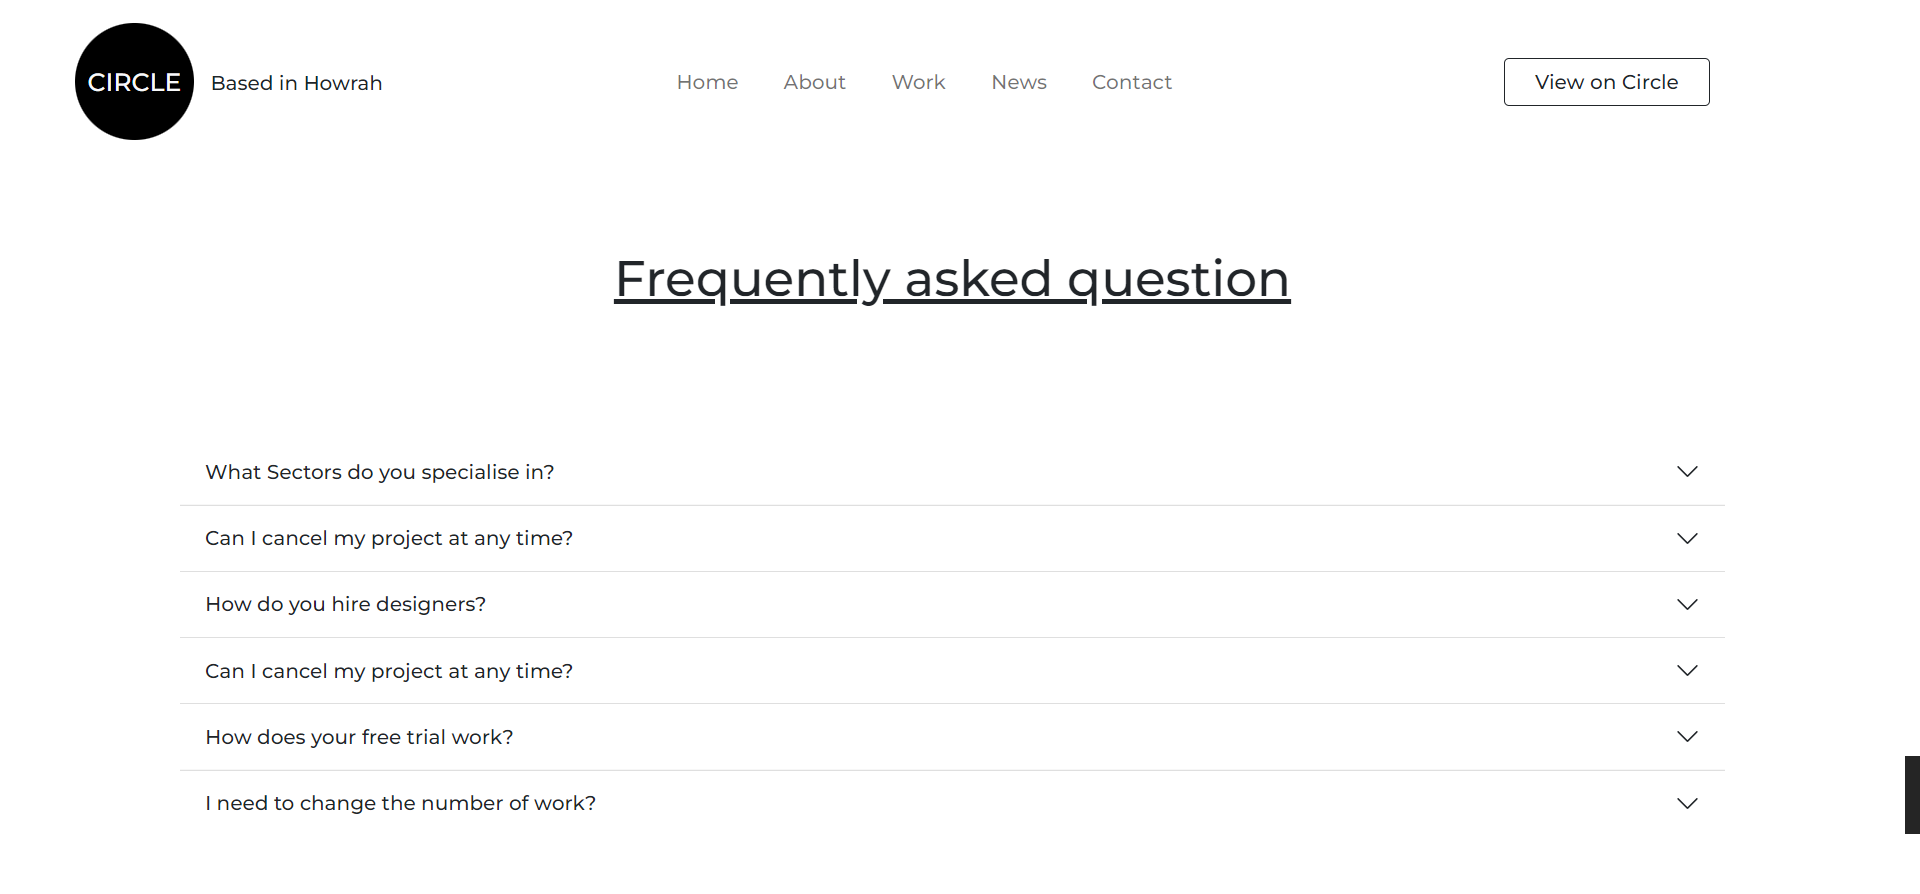 CIRCLE
Based in Howrah
Home
About
Work
News
Contact
View on Circle
Frequently asked question
What Sectors do you specialise in?
Can I cancel my project at any time?
How do you hire designers?
Can I cancel my project at any time?
How does your free trial work?
I need to change the number of work?